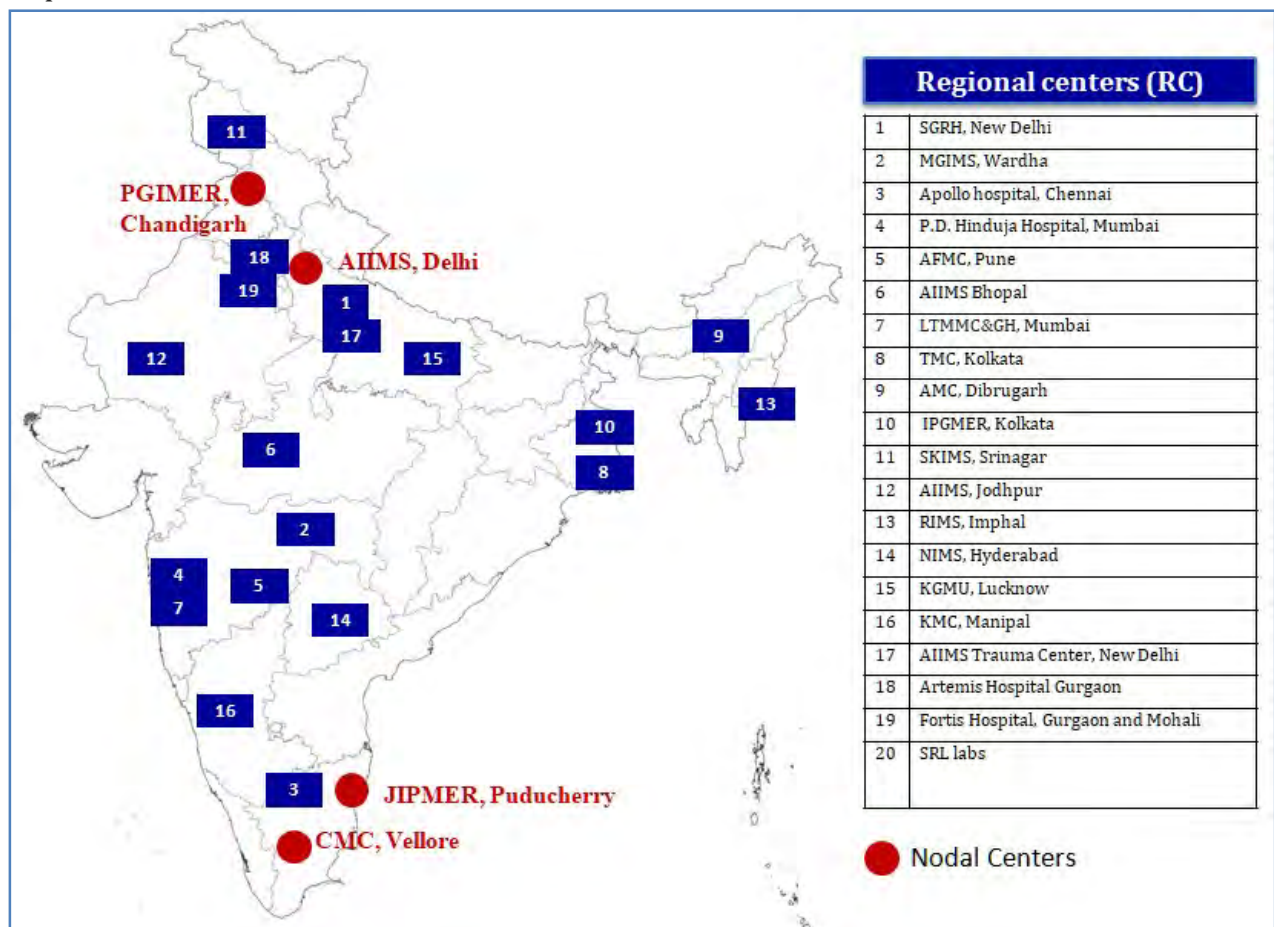 11
PGIMER,
Chandigarh
18
AIIMS, Delhi
19
1
17
12
15
9
13
10
6
8
2
4
5
7
14
16
3
JIPMER, Puducherry
CMC, Vellore
Regional centers (RC)
1 SGRH, New Delhi
2 MGIMS, Wardha
3 Apollo hospital, Chennai
4 P.D. Hinduja Hospital, Mumbai
5 AFMC, Pune
6 AIIMS Bhopal
7 LTMMC&GH, Mumbai
8 TMC, Kolkata
9 AMC, Dibrugarh
10 IPGMER, Kolkata
11 SKIMS, Srinagar
12 AIIMS, Jodhpur
13 RIMS, Imphal
14 NIMS, Hyderabad
15 KGMU, Lucknow
16 KMC, Manipal
17 AIIMS Trauma Center, New Delhi
18 Artemis Hospital Gurgaon
19 Fortis Hospital, Gurgaon and Mohali
20 SRL labs
Nodal Centers